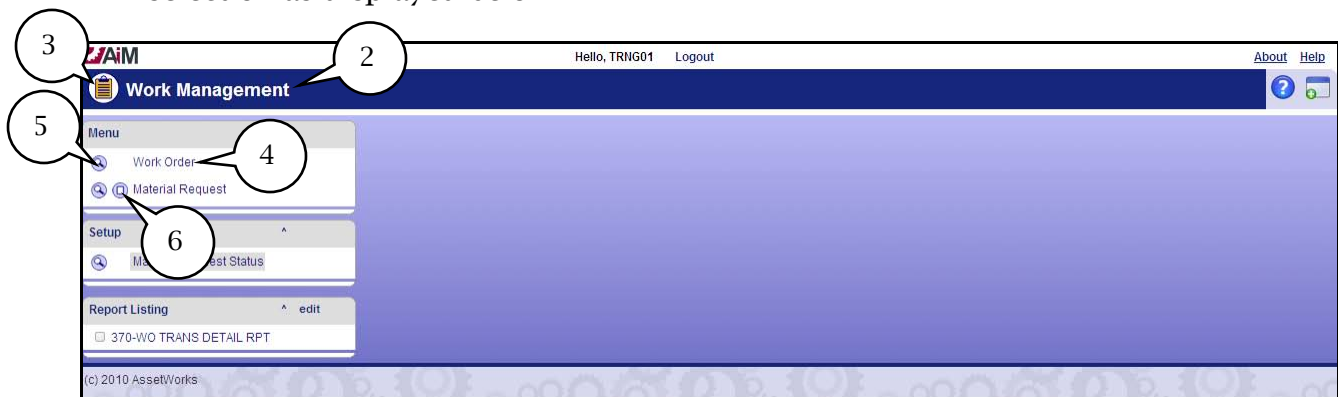 3
2
AiM
Hello, TRNG01 Logout
About Help
Work Management
5
Menu
Work Order
4
Material Request
Setup ^
6
Ma est Status
Report Listing ^ edit
370-WO TRANS DETAIL RPT
(c) 2010 AssetWorks